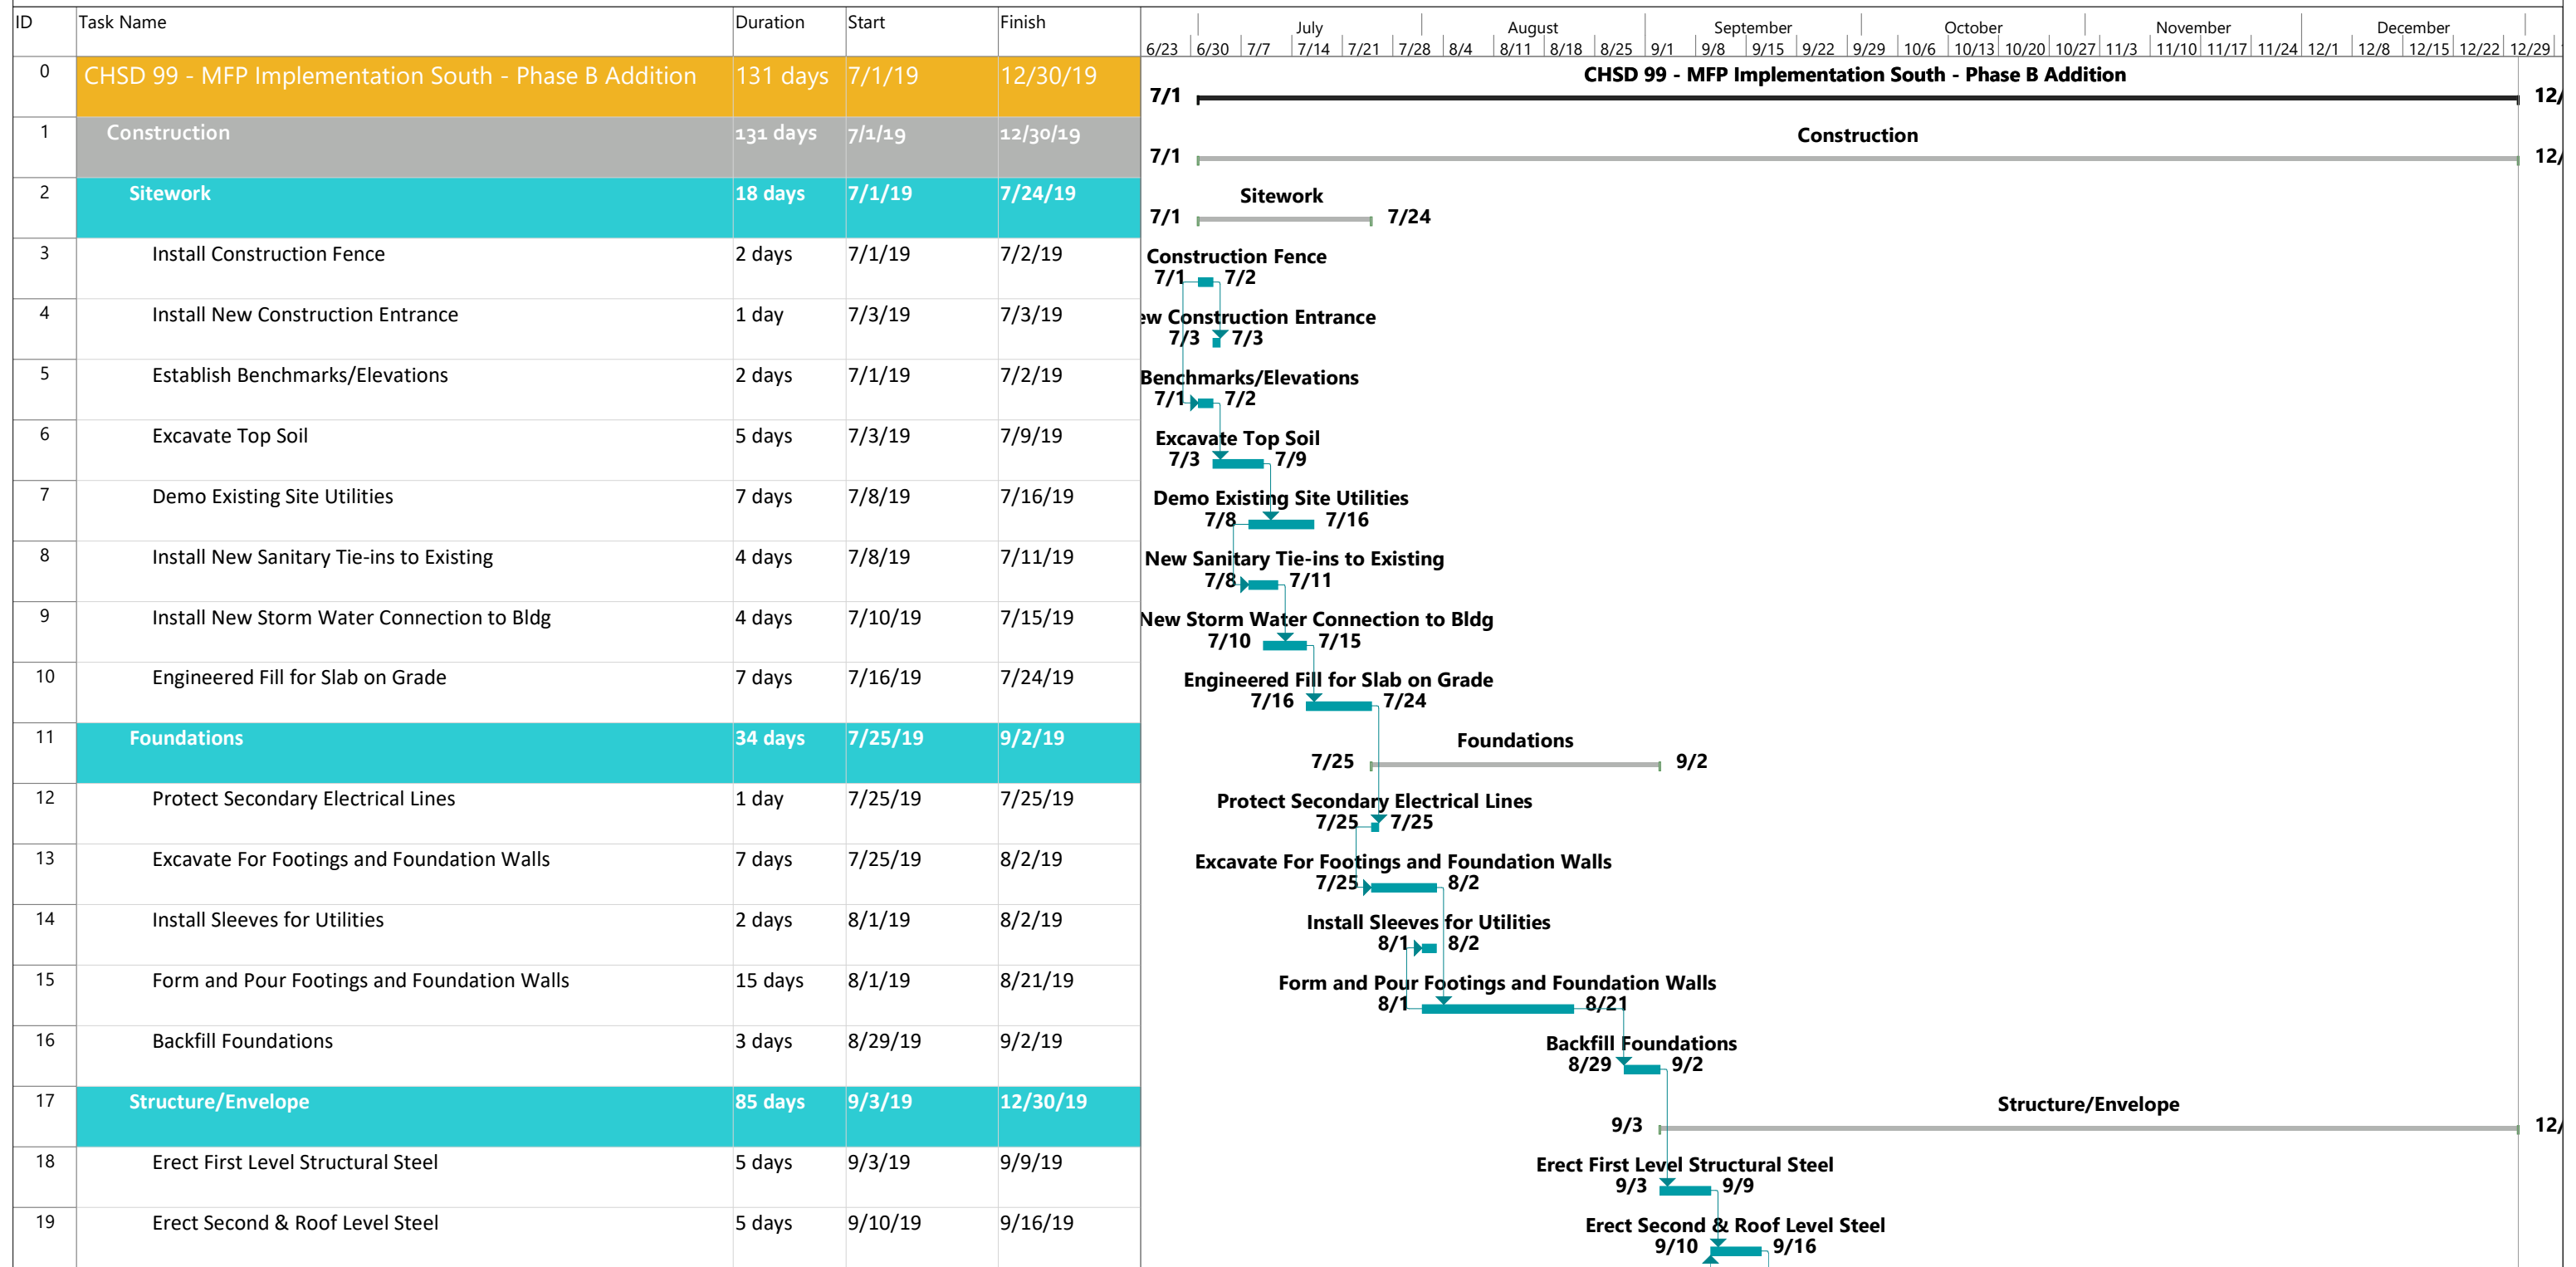 ID Task Name Duration Start Finish
July August September October November December
6/23 6/30 7/7 7/14 7/21 7/28 8/4 8/11 8/18 8/25 9/1 9/8 9/15 9/22 9/29 10/6 10/13 10/20 10/27 11/3 11/10 11/17 11/24 12/1 12/8 12/15 12/22 12/29
0 CHSD 99 - MFP Implementation South - Phase B Addition 131 days 7/1/19 12/30/19
CHSD 99 - MFP Implementation South - Phase B Addition
7/1 12/
1 Construction 131 days 7/1/19 12/30/19
Construction
7/1 12/
2 Sitework 18 days 7/1/19 7/24/19
Sitework
7/1 7/24
3 Install Construction Fence 2 days 7/1/19 7/2/19
Construction Fence
7/1 7/2
4 Install New Construction Entrance 1 day 7/3/19 7/3/19
ew Construction Entrance
7/3 7/3
5 Establish Benchmarks/Elevations 2 days 7/1/19 7/2/19
Benchmarks/Elevations
7/1 7/2
6 Excavate Top Soil 5 days 7/3/19 7/9/19
Excavate Top Soil
7/3 7/9
7 Demo Existing Site Utilities 7 days 7/8/19 7/16/19
Demo Existing Site Utilities
7/8 7/16
8 Install New Sanitary Tie-ins to Existing 4 days 7/8/19 7/11/19
New Sanitary Tie-ins to Existing
7/8 7/11
9 Install New Storm Water Connection to Bldg 4 days 7/10/19 7/15/19
New Storm Water Connection to Bldg
7/10 7/15
10 Engineered Fill for Slab on Grade 7 days 7/16/19 7/24/19
Engineered Fill for Slab on Grade
7/16 7/24
11 Foundations 34 days 7/25/19 9/2/19
Foundations
7/25 9/2
12 Protect Secondary Electrical Lines 1 day 7/25/19 7/25/19
Protect Secondary Electrical Lines
7/25 7/25
13 Excavate For Footings and Foundation Walls 7 days 7/25/19 8/2/19
Excavate For Footings and Foundation Walls
7/25 8/2
14 Install Sleeves for Utilities 2 days 8/1/19 8/2/19
Install Sleeves for Utilities
8/1 8/2
15 Form and Pour Footings and Foundation Walls 15 days 8/1/19 8/21/19
Form and Pour Footings and Foundation Walls
8/1 8/21
16 Backfill Foundations 3 days 8/29/19 9/2/19
Backfill Foundations
8/29 9/2
17 Structure/Envelope 85 days 9/3/19 12/30/19
Structure/Envelope
9/3 12/
18 Erect First Level Structural Steel 5 days 9/3/19 9/9/19
Erect First Level Structural Steel
9/3 9/9
19 Erect Second & Roof Level Steel 5 days 9/10/19 9/16/19
Erect Second & Roof Level Steel
9/10 9/16